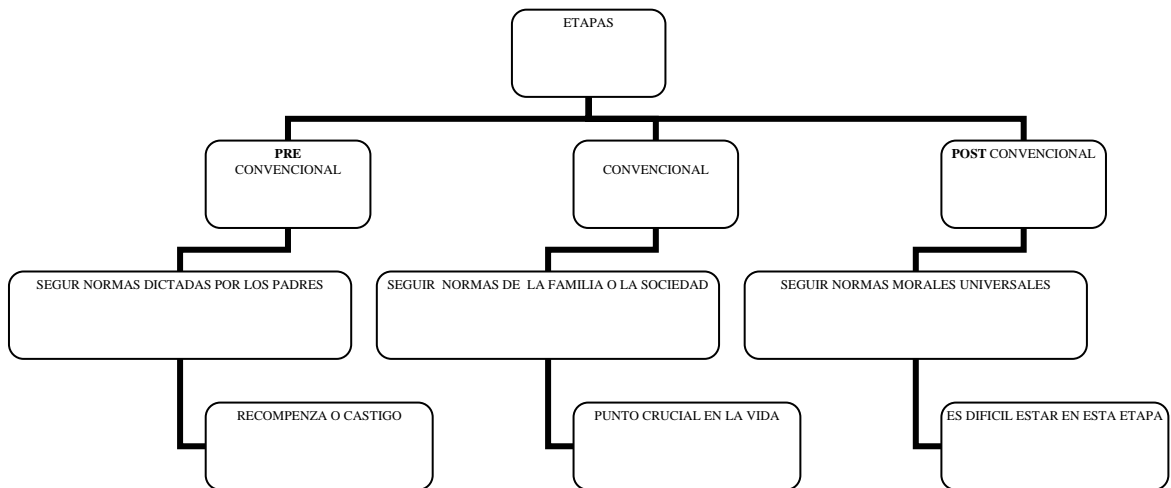 ETAPAS
PRE
CONVENCIONAL
CONVENCIONAL
POST CONVENCIONAL
SEGUR NORMAS DICTADAS POR LOS PADRES
SEGUIR NORMAS DE LA FAMILIA O LA SOCIEDAD
SEGUIR NORMAS MORALES UNIVERSALES
RECOMPENZA O CASTIGO
PUNTO CRUCIAL EN LA VIDA
ES DIFICIL ESTAR EN ESTA ETAPA